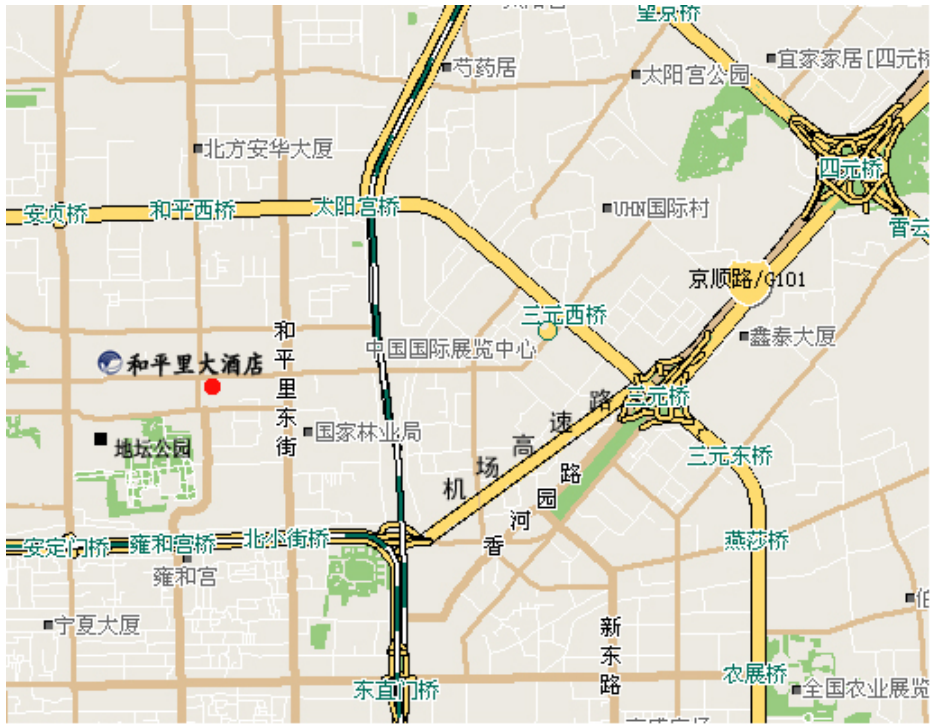 望京桥
芍药居
太阳宫公园
宜家家居[四元桥
北方安华大厦
四元桥
安贞桥
和平西桥
太阳宫桥
UHN国际村
霄云
京顺路/G101
三元西桥
和平里东街
中国国际展览中心
鑫泰大厦
和平里大酒店
三元桥
机场高速路
国家林业局
地坛公园
三元东桥
香河园路
安定门桥
雍和宫桥
北小街桥
燕莎桥
雍和宫
宁夏大厦
新东路
农展桥
东直门桥
全国农业展览